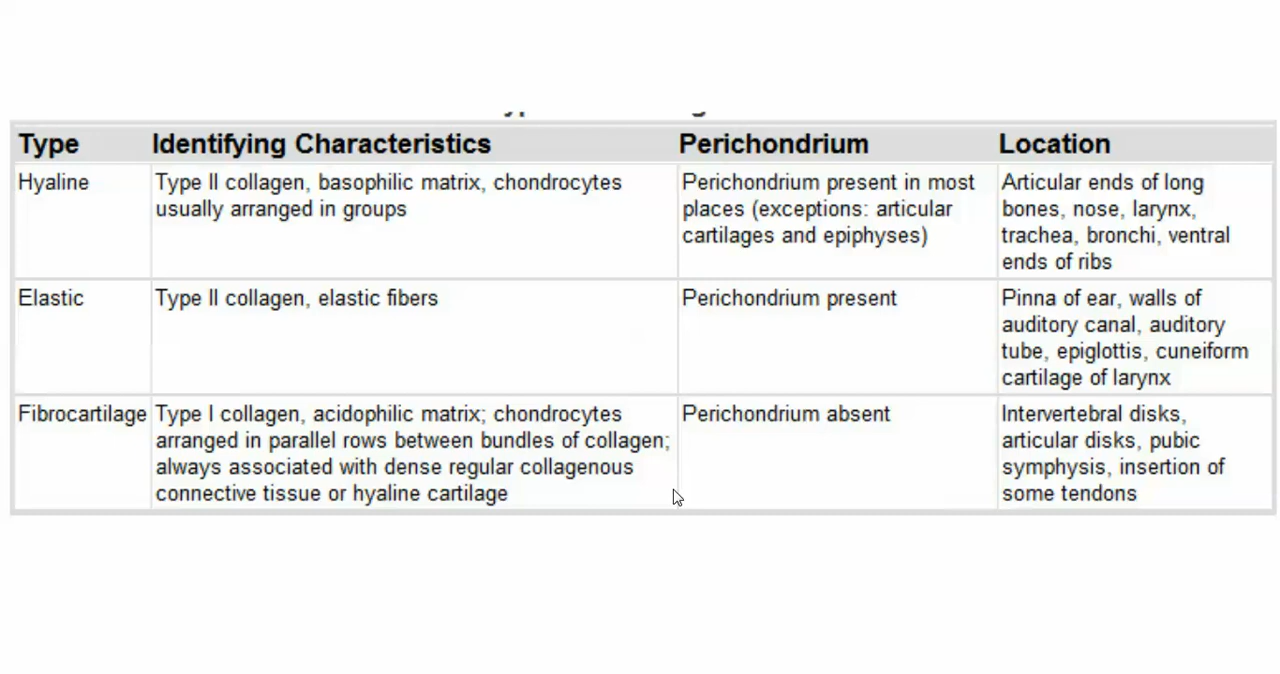 Type Identifying Characteristics Perichondrium Location
Hyaline
Type II collagen, basophilic matrix, chondrocytes
usually arranged in groups
Perichondrium present in most
places (exceptions: articular
cartilages and epiphyses)
Articular ends of long
bones, nose, larynx,
trachea, bronchi, ventral
ends of ribs
Elastic
Type II collagen, elastic fibers
Perichondrium present
Pinna of ear, walls of
auditory canal, auditory
tube, epiglottis, cuneiform
cartilage of larynx
Fibrocartilage
Type I collagen, acidophilic matrix; chondrocytes
arranged in parallel rows between bundles of collagen;
always associated with dense regular collagenous
connective tissue or hyaline cartilage
Perichondrium absent
Intervertebral disks,
articular disks, pubic
symphysis, insertion of
some tendons